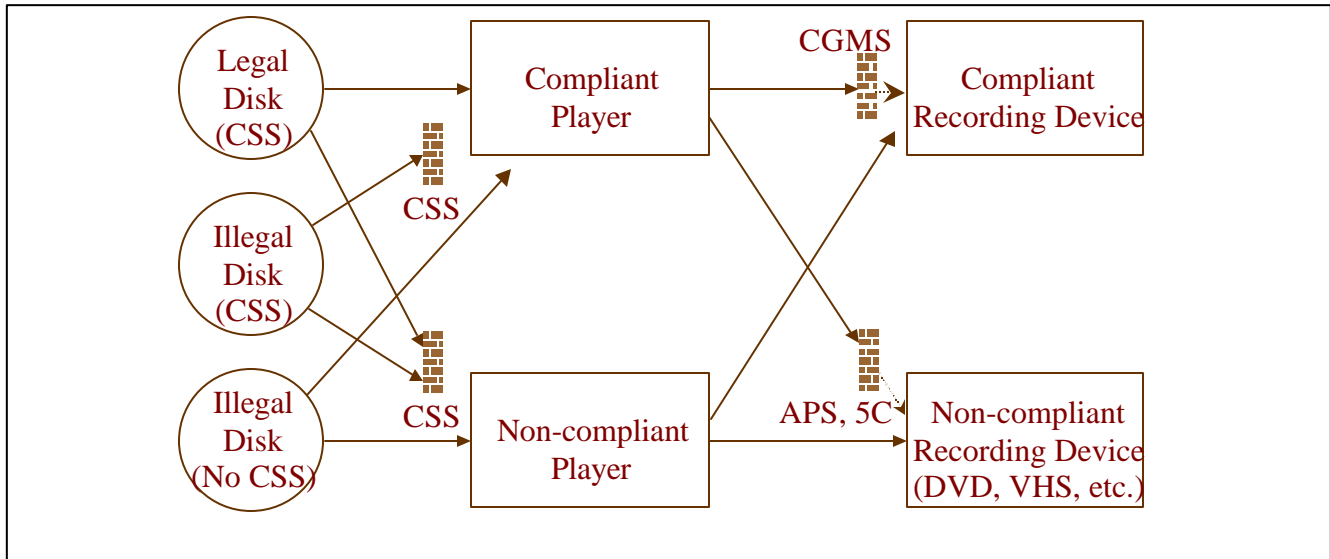 Legal
Disk
(CSS)
Compliant
Player
CGMS
Compliant
Recording Device
CSS
Illegal
Disk
(CSS)
CSS
APS, 5C
Illegal
Disk
(No CSS)
Non-compliant
Player
Non-compliant
Recording Device
(DVD, VHS, etc.)